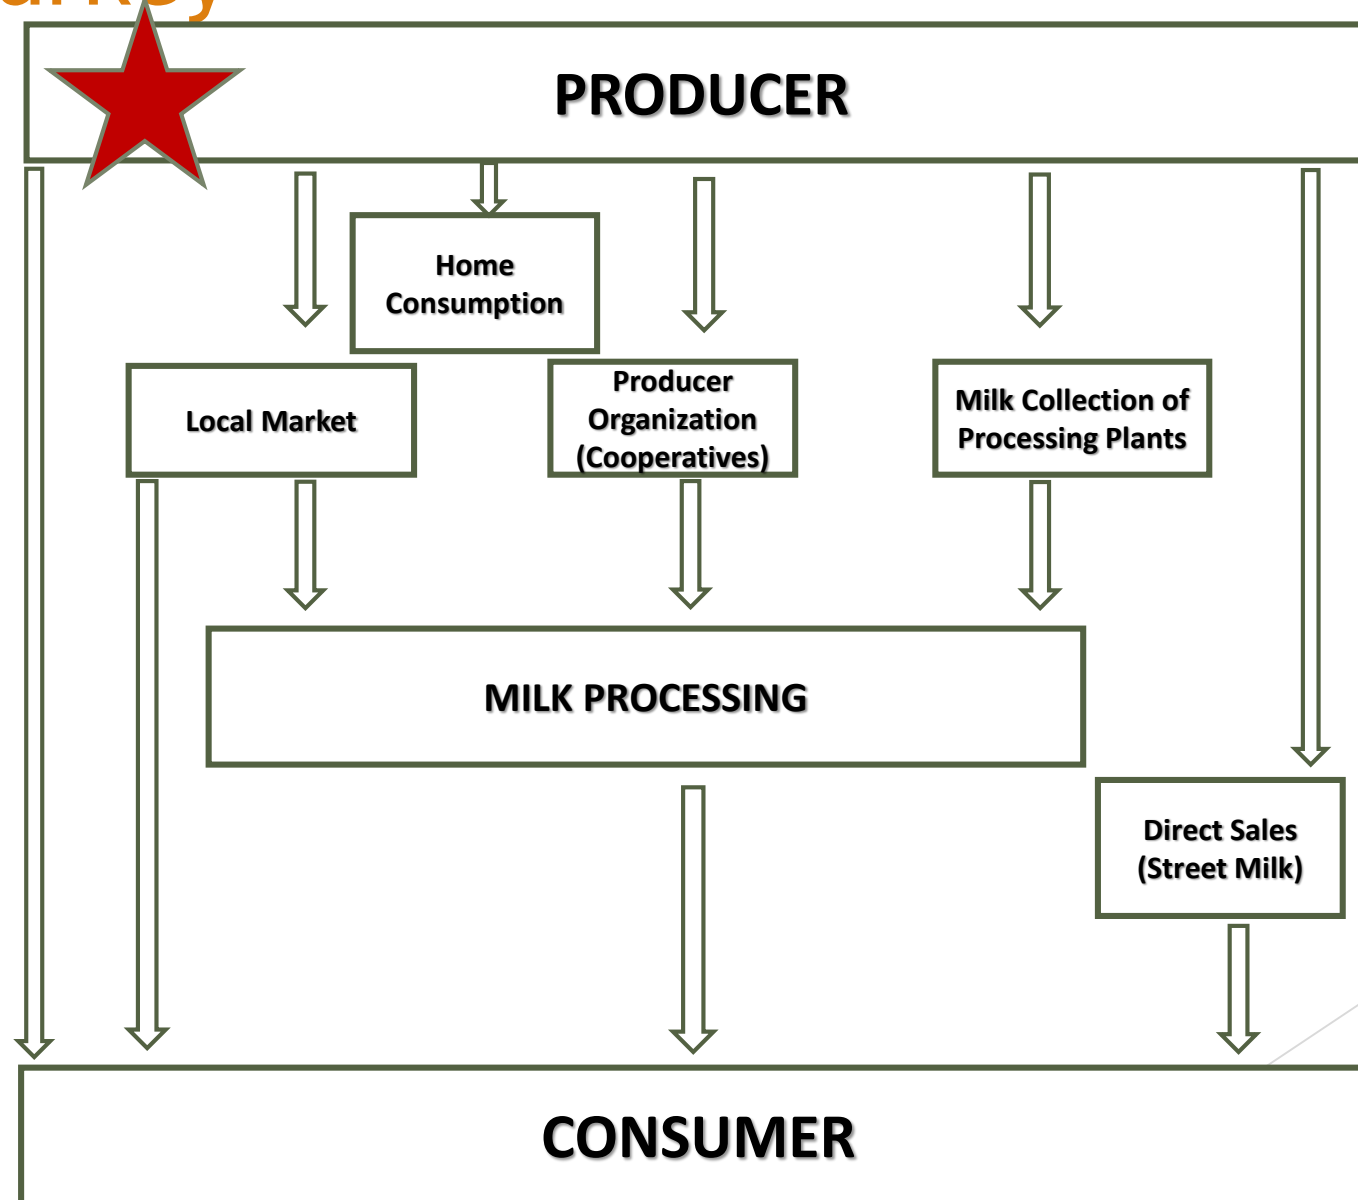 PRODUCER
Home
Consumption
Local Market
Producer
Organization
(Cooperatives)
Milk Collection of
Processing Plants
MILK PROCESSING
Direct Sales
(Street Milk)
CONSUMER